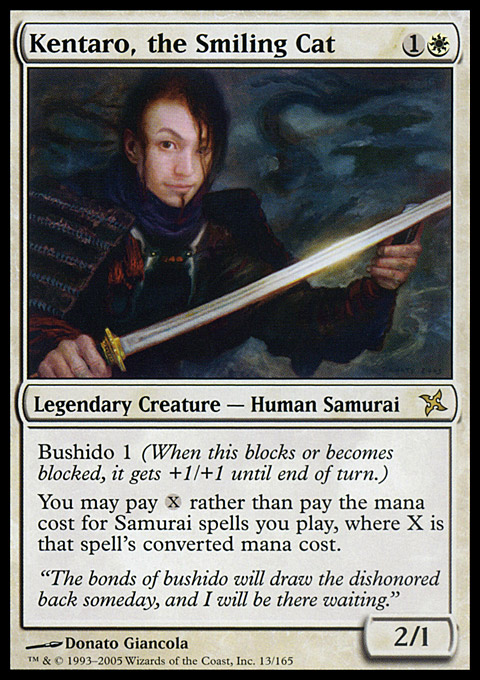 Kentaro, the Smiling Cat 1
Legendary Creature — Human Samurai
Bushido 1 (When this blocks or becomes
blocked, it gets +1/+1 until end of turn.)
You may pay X rather than pay the mana
cost for Samurai spells you play, where X is
that spell's converted mana cost.
"The bonds of bushido will draw the dishonored
back someday, and I will be there waiting."
Donato Giancola
2/1
™ & © 1993–2005 Wizards of the Coast, Inc. 13/165